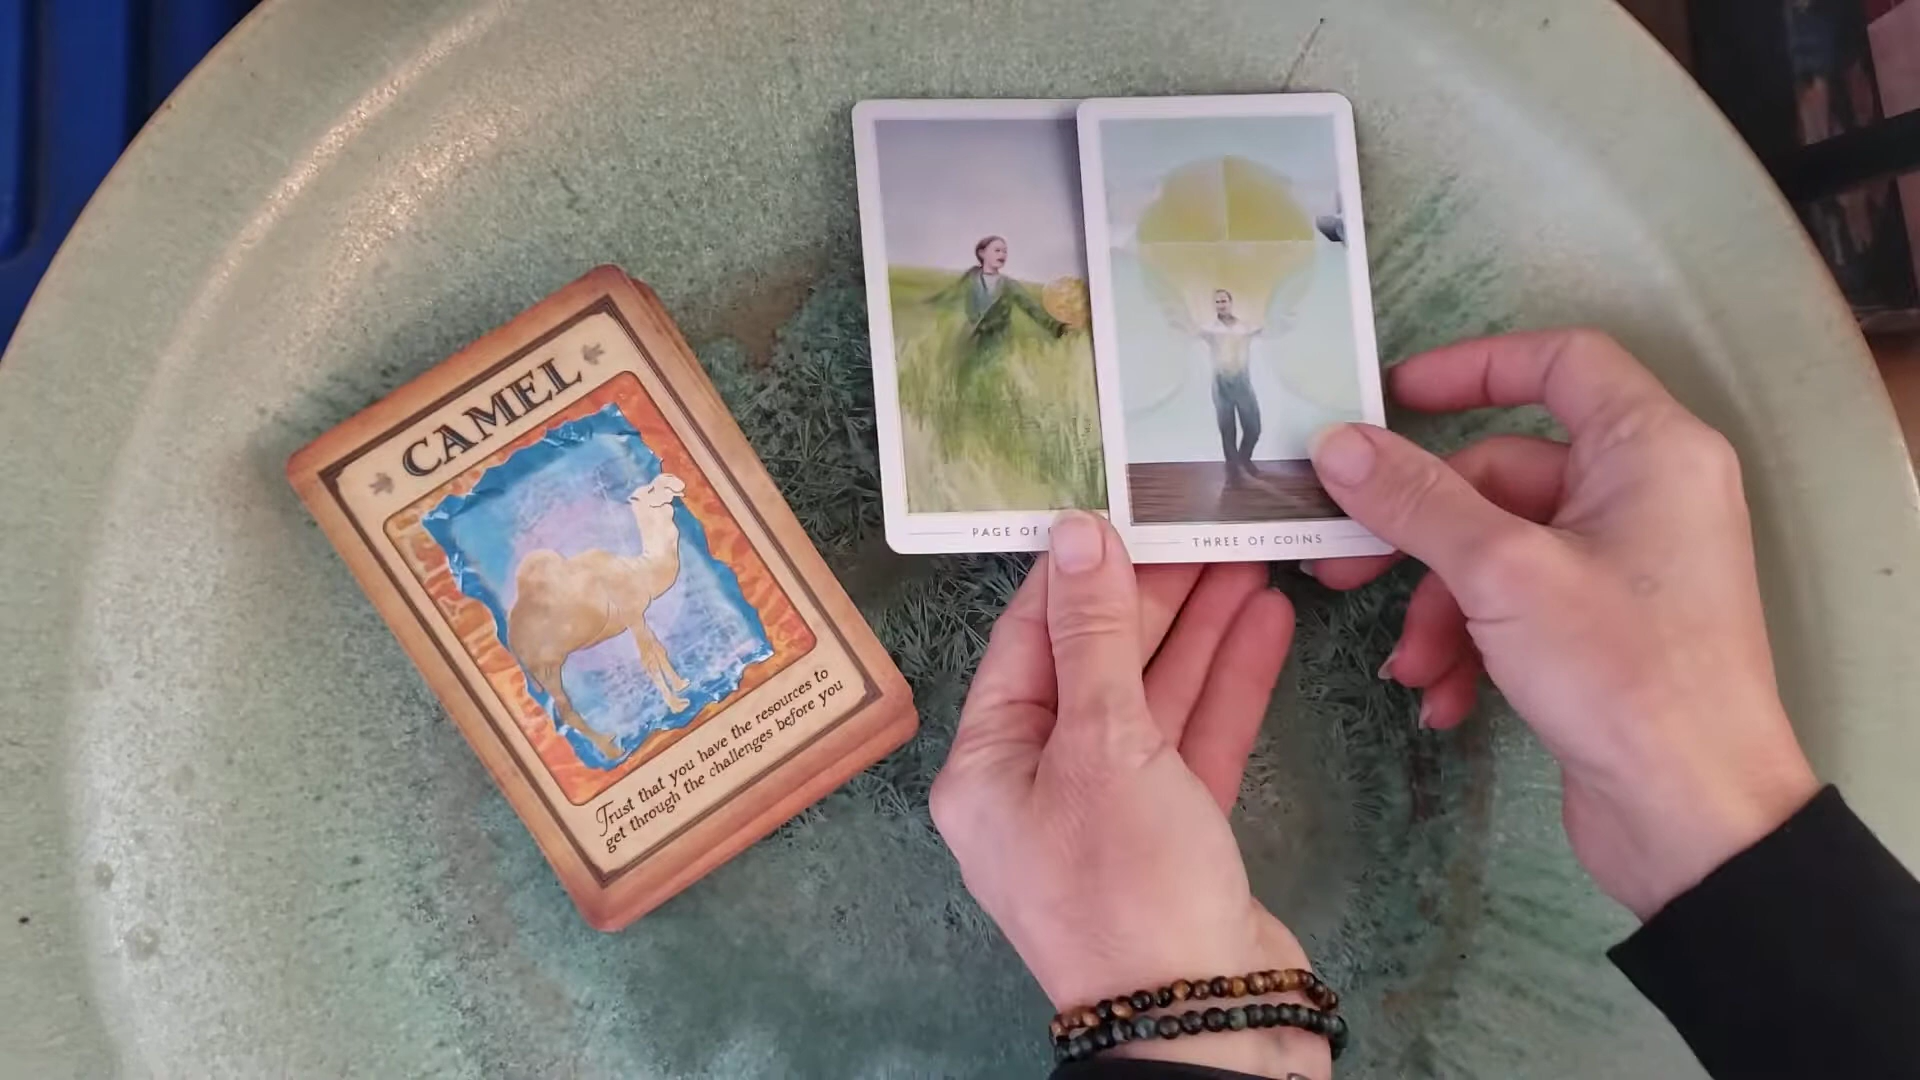 CAMEL
Trust that you have the resources to
get through the challenges before you
PAGE OF
THREE OF COINS